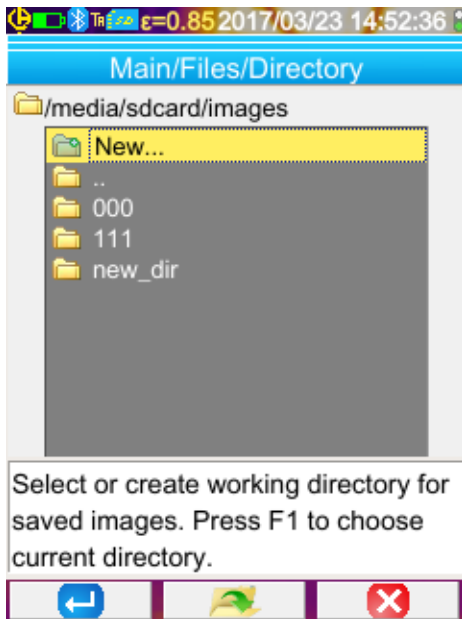 ε=0.85 2017/03/23 14:52:36
Main/Files/Directory
/media/sdcard/images
New...
..
000
111
new_dir
Select or create working directory for
saved images. Press F1 to choose
current directory.